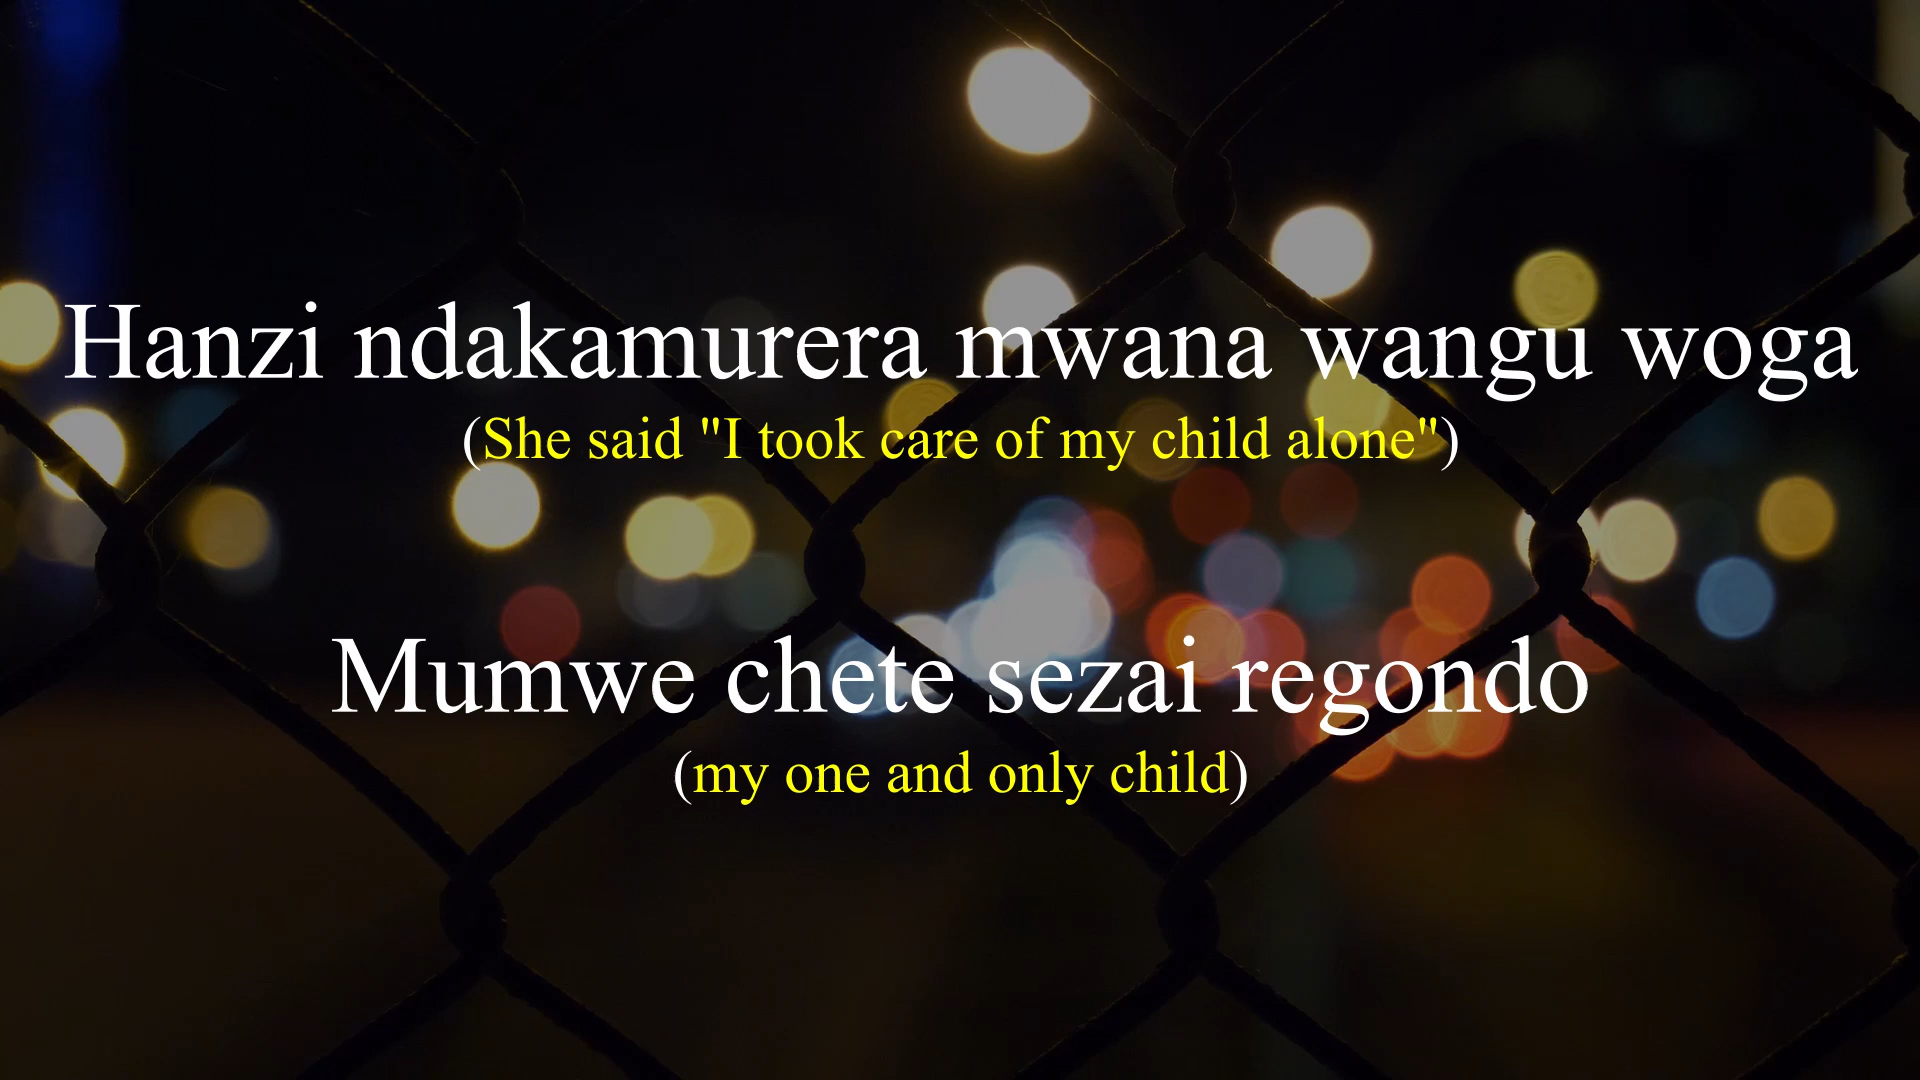 Hanzi ndakamurera mwana wangu woga
(She said "I took care of my child alone")
Mumwe chete sezai regondo
(my one and only child)